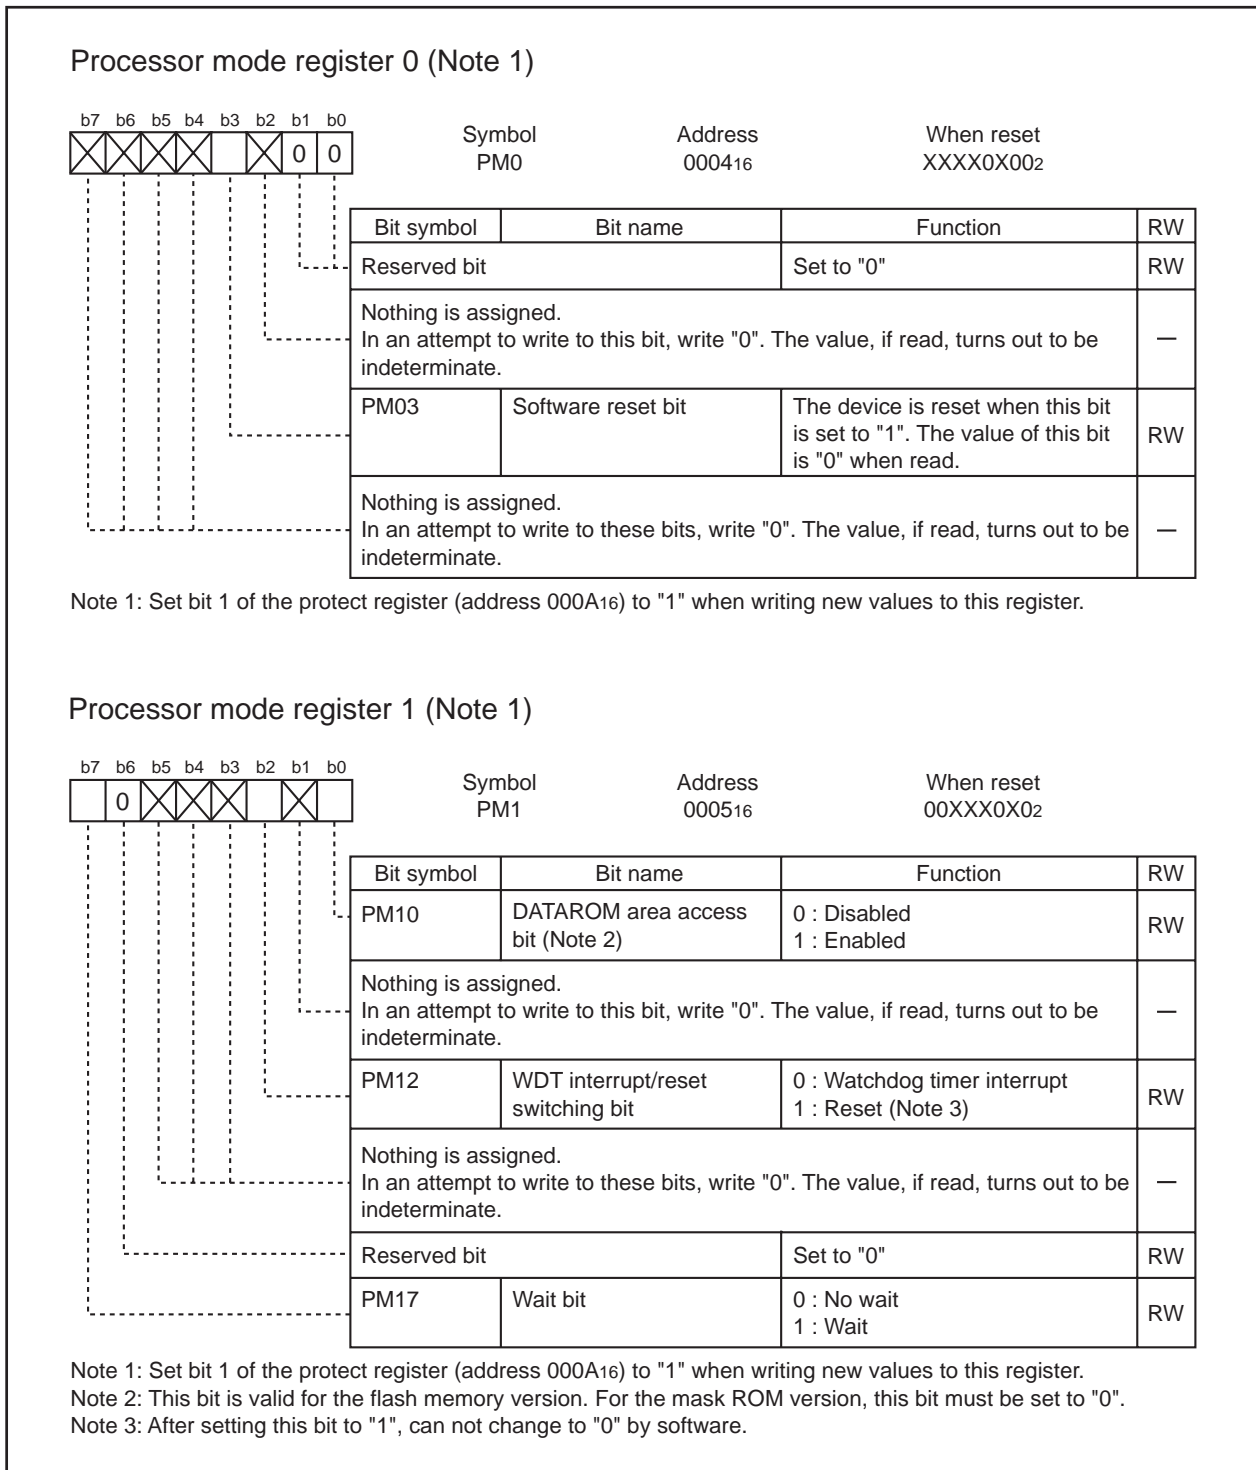 Processor mode register 0 (Note 1)
b7 b6 b5 b4 b3 b2 b1 b0
0 0
Symbol Address When reset
PM0 000416 XXXX0X002
Bit symbol Bit name Function RW
Reserved bit Set to "0" RW
Nothing is assigned.
In an attempt to write to this bit, write "0". The value, if read, turns out to be
indeterminate.
—
PM03 Software reset bit The device is reset when this bit
is set to "1". The value of this bit
is "0" when read.
RW
Nothing is assigned.
In an attempt to write to these bits, write "0". The value, if read, turns out to be
indeterminate.
—
Note 1: Set bit 1 of the protect register (address 000A16) to "1" when writing new values to this register.
Processor mode register 1 (Note 1)
b7 b6 b5 b4 b3 b2 b1 b0
0
Symbol Address When reset
PM1 000516 00XXX0X02
Bit symbol Bit name Function RW
PM10 DATAROM area access 0 : Disabled
bit (Note 2) 1 : Enabled
RW
Nothing is assigned.
In an attempt to write to this bit, write "0". The value, if read, turns out to be
indeterminate.
—
PM12 WDT interrupt/reset 0 : Watchdog timer interrupt
switching bit 1 : Reset (Note 3)
RW
Nothing is assigned.
In an attempt to write to these bits, write "0". The value, if read, turns out to be
indeterminate.
—
Reserved bit Set to "0" RW
PM17 Wait bit 0 : No wait
1 : Wait
RW
Note 1: Set bit 1 of the protect register (address 000A16) to "1" when writing new values to this register.
Note 2: This bit is valid for the flash memory version. For the mask ROM version, this bit must be set to "0".
Note 3: After setting this bit to "1", can not change to "0" by software.